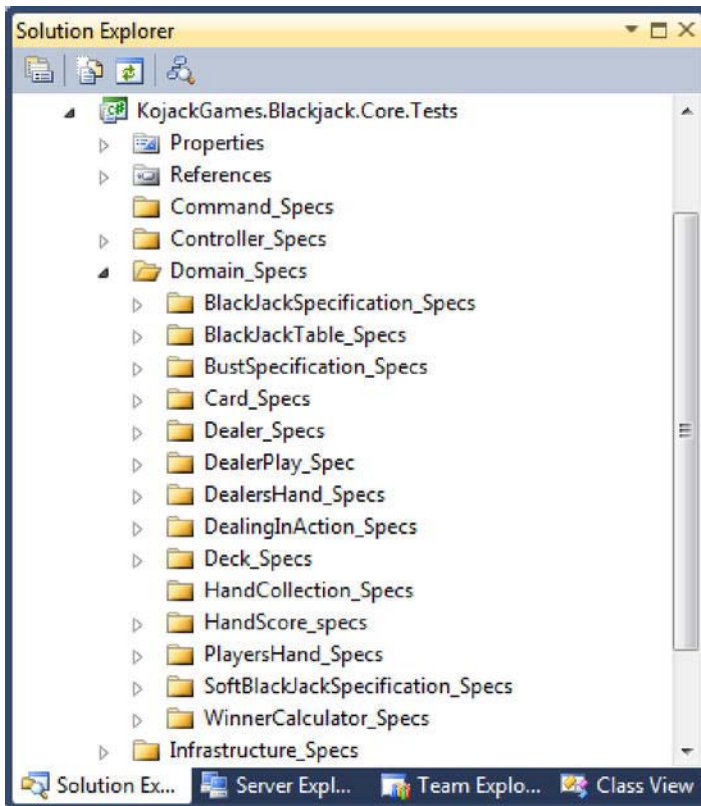 Solution Explorer
KojackGames.Blackjack.Core.Tests
Properties
References
Command_Specs
Controller_Specs
Domain_Specs
BlackJackSpecification_Specs
BlackJackTable_Specs
BustSpecification_Specs
Card_Specs
Dealer_Specs
DealerPlay_Spec
DealersHand_Specs
DealingInAction_Specs
Deck_Specs
HandCollection_Specs
HandScore_specs
PlayersHand_Specs
SoftBlackJackSpecification_Specs
WinnerCalculator_Specs
Infrastructure_Specs
Solution Ex... Server Expl... Team Explo... Class View